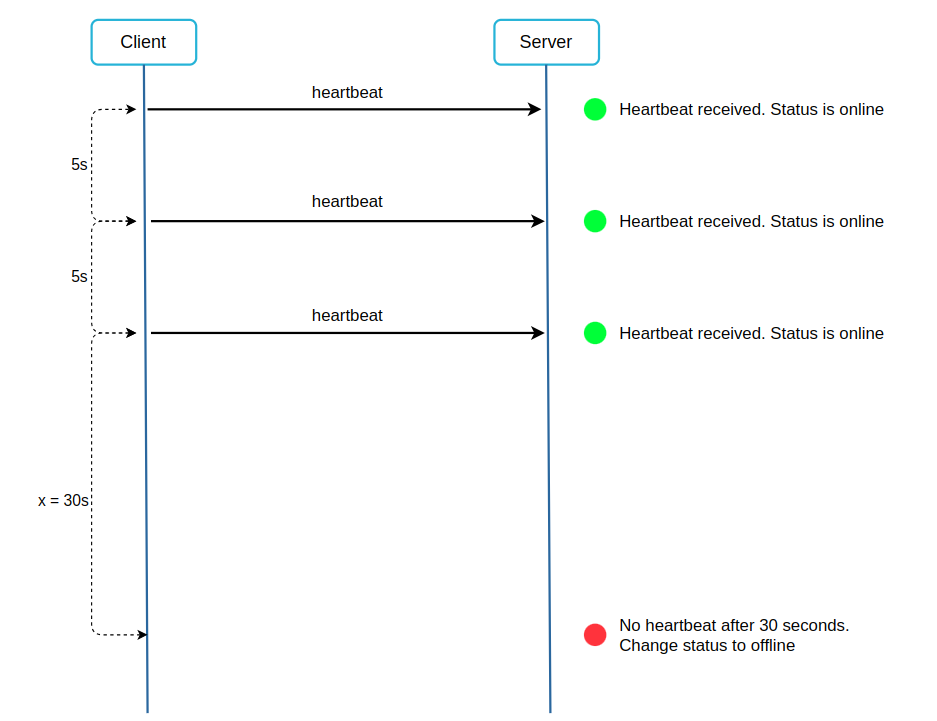 Client
Server
heartbeat
Heartbeat received. Status is online
5s
heartbeat
Heartbeat received. Status is online
5s
heartbeat
Heartbeat received. Status is online
x = 30s
No heartbeat after 30 seconds.
Change status to offline